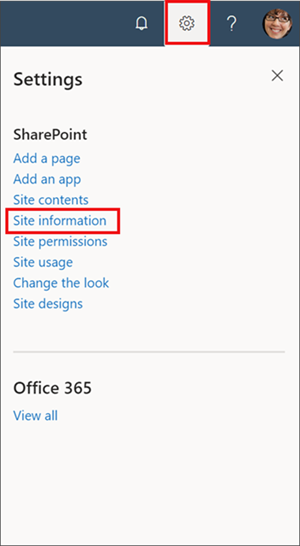 Settings
SharePoint
Add a page
Add an app
Site contents
Site information
Site permissions
Site usage
Change the look
Site designs
Office 365
View all